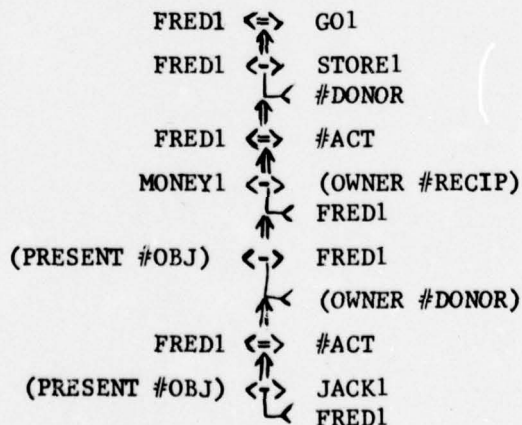 FRED1 <=> GO1
FRED1 <-> STORE1
#DONOR
FRED1 <=> #ACT
MONEY1 <-> (OWNER #RECIP)
FRED1
(PRESENT #OBJ) <-> FRED1
(OWNER #DONOR)
FRED1 <=> #ACT
(PRESENT #OBJ) <-> JACK1
FRED1